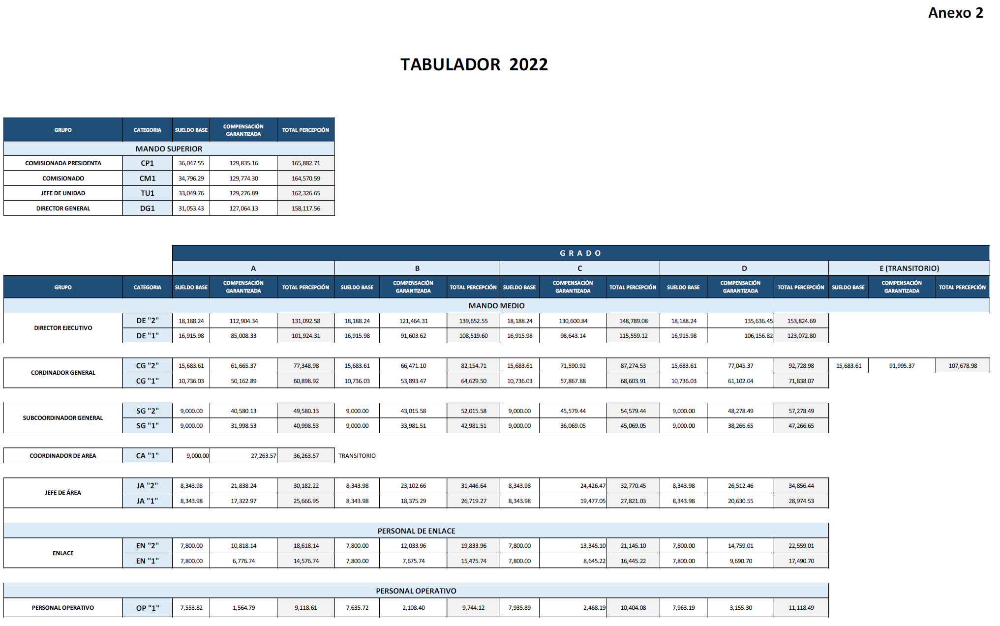 Anexo 2
TABULADOR 2022
GRUPO CATEGORIA SUELDO BASE COMPENSACIÓN GARANTIZADA TOTAL PERCEPCIÓN
MANDO SUPERIOR
COMISIONADA PRESIDENTA CP1 36,047.55 129,835.16 165,882.71
COMISIONADO CM1 34,796.29 129,774.30 164,570.59
JEFE DE UNIDAD TU1 33,049.76 129,276.89 162,326.65
DIRECTOR GENERAL DG1 31,053.43 127,064.13 158,117.56
G R A D O
A B C D E (TRANSITORIO)
GRUPO CATEGORIA SUELDO BASE COMPENSACIÓN GARANTIZADA TOTAL PERCEPCIÓN SUELDO BASE COMPENSACIÓN GARANTIZADA TOTAL PERCEPCIÓN SUELDO BASE COMPENSACIÓN GARANTIZADA TOTAL PERCEPCIÓN SUELDO BASE COMPENSACIÓN GARANTIZADA TOTAL PERCEPCIÓN SUELDO BASE COMPENSACIÓN GARANTIZADA TOTAL PERCEPCIÓN
MANDO MEDIO
DIRECTOR EJECUTIVO DE "2" 18,188.24 112,904.34 131,092.58 18,188.24 121,464.31 139,652.55 18,188.24 130,600.84 148,789.08 18,188.24 135,636.45 153,824.69
DE "1" 16,915.98 85,008.33 101,924.31 16,915.98 91,603.62 108,519.60 16,915.98 98,643.14 115,559.12 16,915.98 106,156.82 123,072.80
CORDINADOR GENERAL CG "2" 15,683.61 61,665.37 77,348.98 15,683.61 66,471.10 82,154.71 15,683.61 71,590.92 87,274.53 15,683.61 77,045.37 92,728.98 15,683.61 91,995.37 107,678.98
CG "1" 10,736.03 50,162.89 60,898.92 10,736.03 53,893.47 64,629.50 10,736.03 57,867.88 68,603.91 10,736.03 61,102.04 71,838.07
SUBCOORDINADOR GENERAL SG "2" 9,000.00 40,580.13 49,580.13 9,000.00 43,015.58 52,015.58 9,000.00 45,579.44 54,579.44 9,000.00 48,278.49 57,278.49
SG "1" 9,000.00 31,998.53 40,998.53 9,000.00 33,981.51 42,981.51 9,000.00 36,069.05 45,069.05 9,000.00 38,266.65 47,266.65
COORDINADOR DE AREA CA "1" 9,000.00 27,263.57 36,263.57 TRANSITORIO
JEFE DE ÁREA JA "2" 8,343.98 21,838.24 30,182.22 8,343.98 23,102.66 31,446.64 8,343.98 24,426.47 32,770.45 8,343.98 26,512.46 34,856.44
JA "1" 8,343.98 17,322.97 25,666.95 8,343.98 18,375.29 26,719.27 8,343.98 19,477.05 27,821.03 8,343.98 20,630.55 28,974.53
PERSONAL DE ENLACE
ENLACE EN "2" 7,800.00 10,818.14 18,618.14 7,800.00 12,033.96 19,833.96 7,800.00 13,345.10 21,145.10 7,800.00 14,759.01 22,559.01
EN "1" 7,800.00 6,776.74 14,576.74 7,800.00 7,675.74 15,475.74 7,800.00 8,645.22 16,445.22 7,800.00 9,690.70 17,490.70
PERSONAL OPERATIVO
PERSONAL OPERATIVO OP "1" 7,553.82 1,564.79 9,118.61 7,635.72 2,108.40 9,744.12 7,935.89 2,468.19 10,404.08 7,963.19 3,155.30 11,118.49